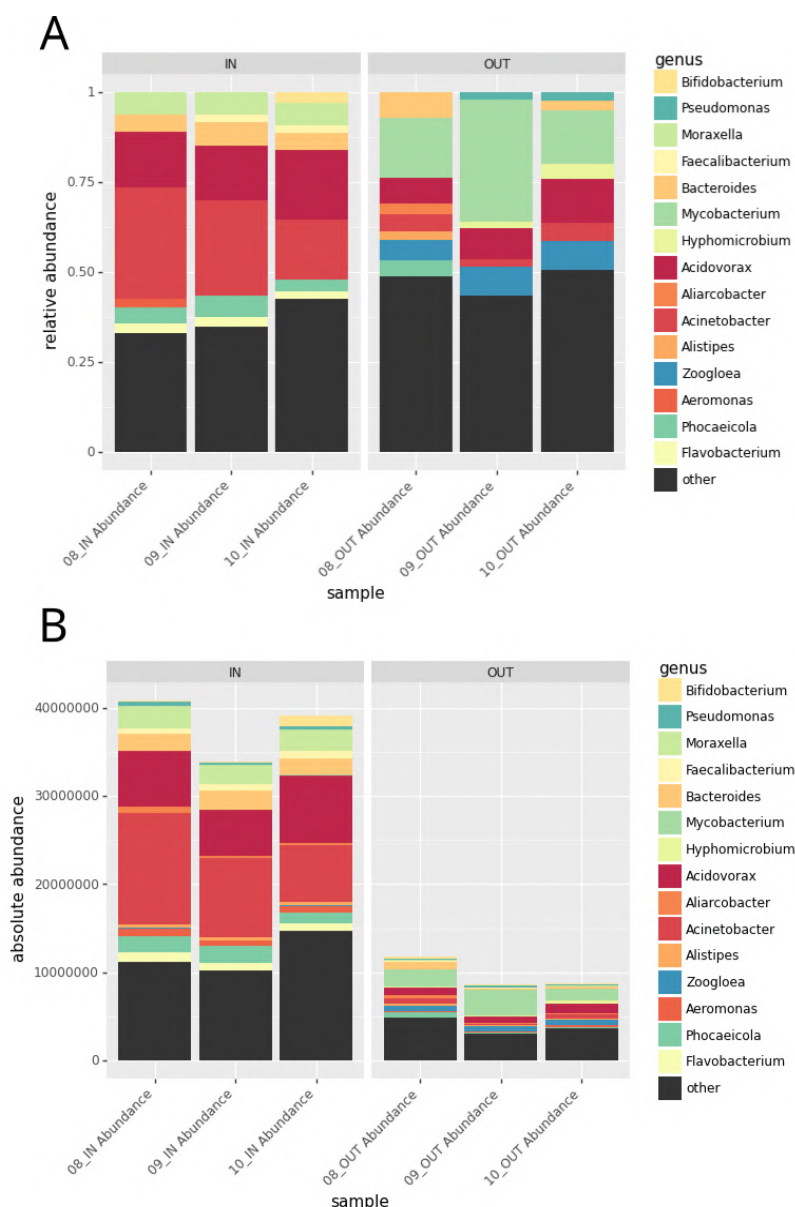 A
IN
OUT
relative abundance
1
0.75
0.50
0.25
0
08_IN Abundance
09_IN Abundance
10_IN Abundance
08_OUT Abundance
09_OUT Abundance
10_OUT Abundance
sample
genus
Bifidobacterium
Pseudomonas
Moraxella
Faecalibacterium
Bacteroides
Mycobacterium
Hyphomicrobium
Acidovorax
Aliarcobacter
Acinetobacter
Alistipes
Zoogloea
Aeromonas
Phocaeicola
Flavobacterium
other
B
IN
OUT
absolute abundance
40000000
30000000
20000000
10000000
0
08_IN Abundance
09_IN Abundance
10_IN Abundance
08_OUT Abundance
09_OUT Abundance
10_OUT Abundance
sample
genus
Bifidobacterium
Pseudomonas
Moraxella
Faecalibacterium
Bacteroides
Mycobacterium
Hyphomicrobium
Acidovorax
Aliarcobacter
Acinetobacter
Alistipes
Zoogloea
Aeromonas
Phocaeicola
Flavobacterium
other